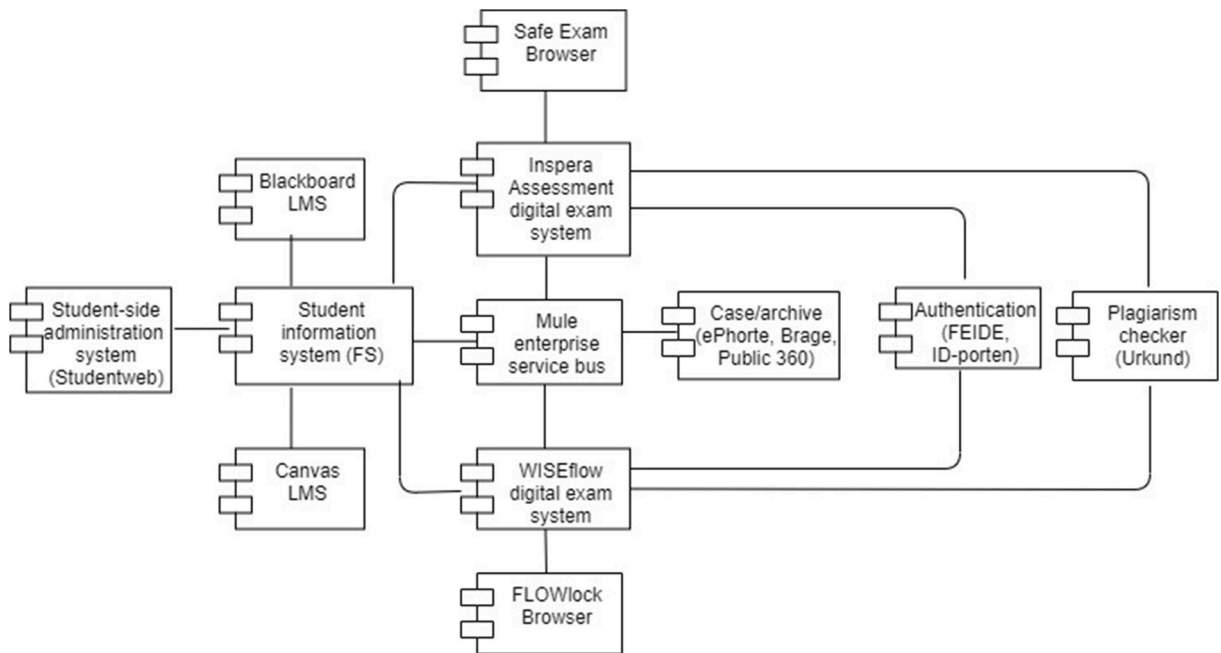 Safe Exam
Browser
Inspera
Assessment
digital exam
system
Blackboard
LMS
Student-side
administration
system
(Studentweb)
Student
information
system (FS)
Mule
enterprise
service bus
Case/archive
(ePhorte, Brage,
Public 360)
Authentication
(FEIDE,
ID-porten)
Plagiarism
checker
(Urkund)
Canvas
LMS
WISEflow
digital exam
system
FLOWlock
Browser